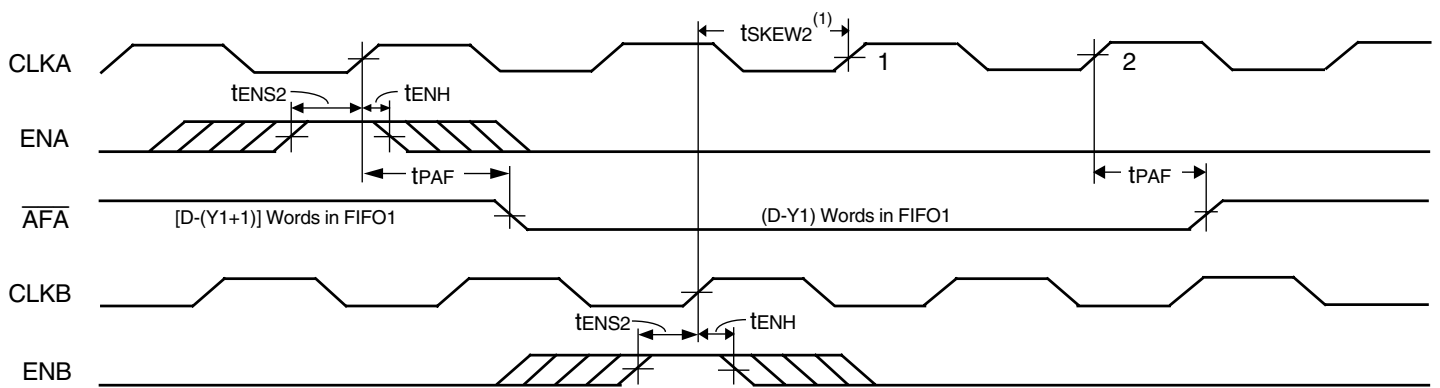 tSKEW2(1)
CLKA
1
2
tENS2
tENH
ENA
tPAF
tPAF
AFA
[D-(Y1+1)] Words in FIFO1
(D-Y1) Words in FIFO1
CLKB
tENS2
tENH
ENB